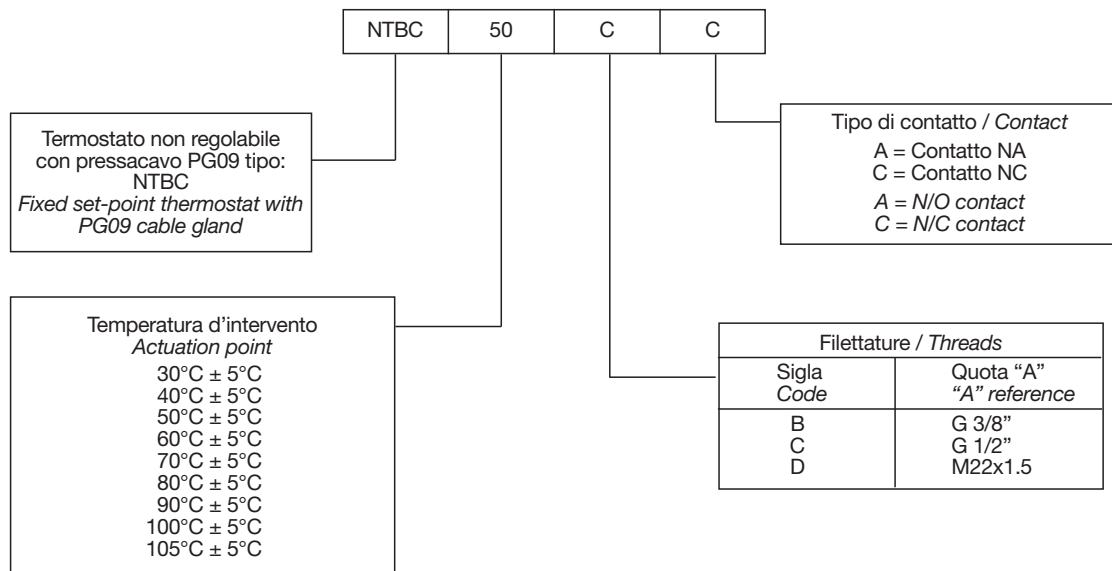 NTBC 50 C C
Termostato non regolabile
con pressacavo PG09 tipo:
NTBC
Fixed set-point thermostat with
PG09 cable gland
Tipo di contatto / Contact
A = Contatto NA
C = Contatto NC
A = N/O contact
C = N/C contact
Temperatura d'intervento
Actuation point
30°C ± 5°C
40°C ± 5°C
50°C ± 5°C
60°C ± 5°C
70°C ± 5°C
80°C ± 5°C
90°C ± 5°C
100°C ± 5°C
105°C ± 5°C
Filettature / Threads
Sigla Quota “A”
Code “A” reference
B G 3/8”
C G 1/2”
D M22x1.5